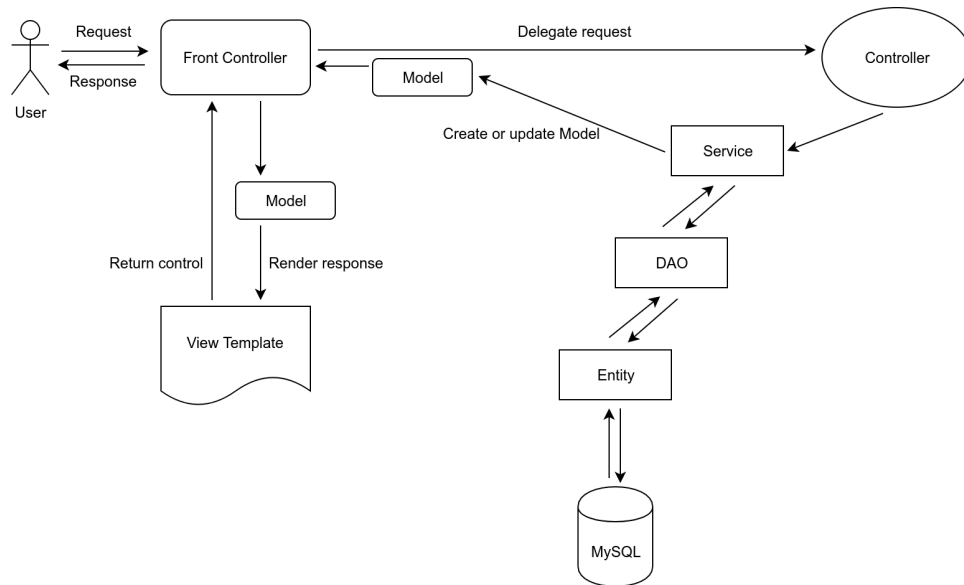 Request
Response
User
Front Controller
Delegate request
Model
Controller
Create or update Model
Service
Model
Return control
Render response
DAO
View Template
Entity
MySQL